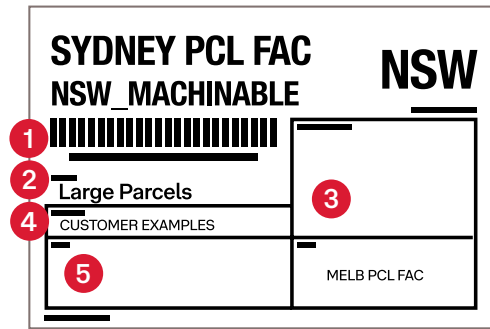 SYDNEY PCL FAC
NSW
NSW_MACHINABLE
1
2
Large Parcels
3
4
CUSTOMER EXAMPLES
5
MELB PCL FAC